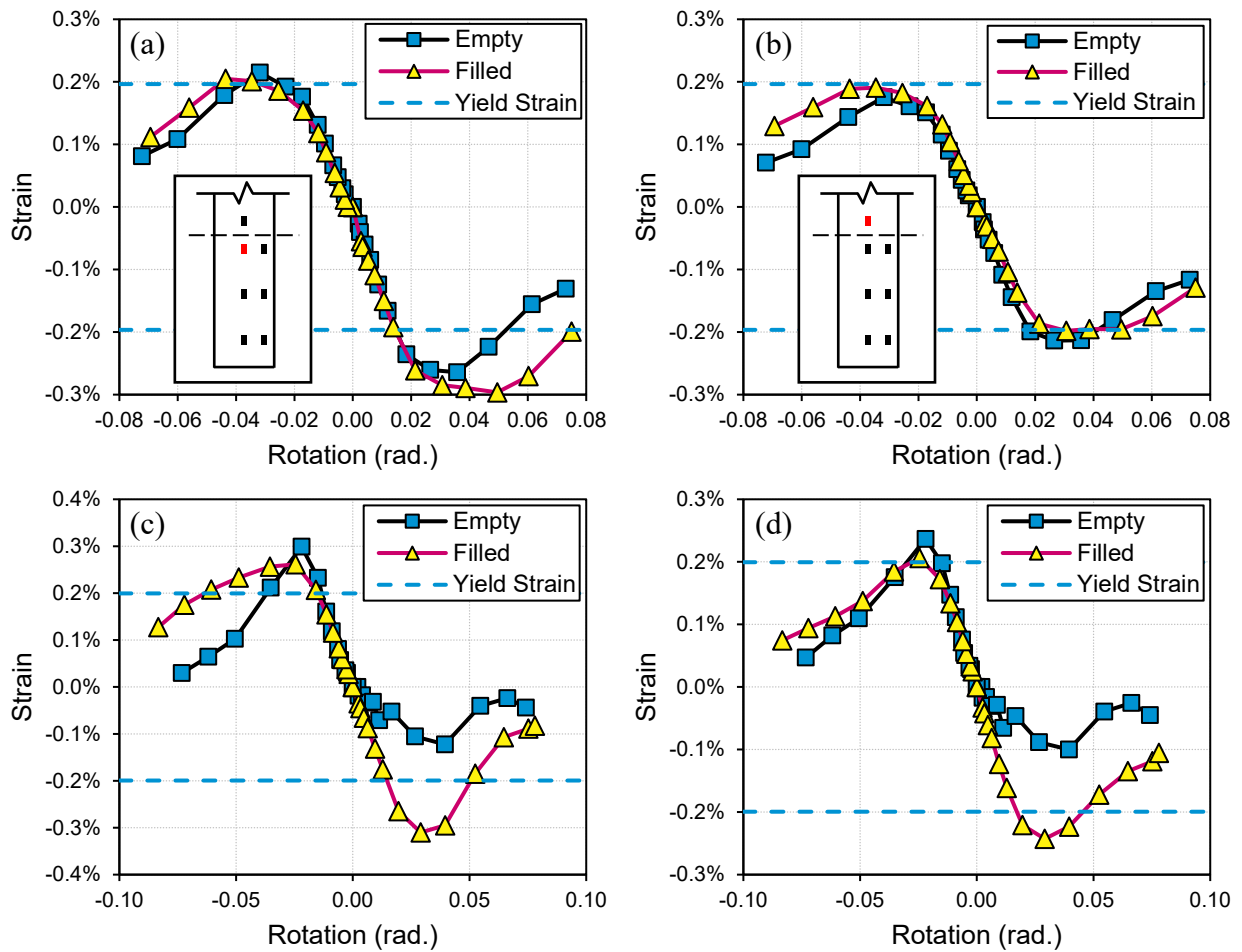 (a)
Empty
Filled
Yield Strain
0.3%
0.2%
0.1%
0.0%
-0.1%
-0.2%
-0.3%
Strain
-0.08 -0.06 -0.04 -0.02 0.00 0.02 0.04 0.06 0.08
Rotation (rad.)
(b)
Empty
Filled
Yield Strain
0.3%
0.2%
0.1%
0.0%
-0.1%
-0.2%
-0.3%
Strain
-0.08 -0.06 -0.04 -0.02 0.00 0.02 0.04 0.06 0.08
Rotation (rad.)
(c)
Empty
Filled
Yield Strain
0.4%
0.3%
0.2%
0.1%
0.0%
-0.1%
-0.2%
-0.3%
-0.4%
Strain
-0.10 -0.05 0.00 0.05 0.10
Rotation (rad.)
(d)
Empty
Filled
Yield Strain
0.3%
0.2%
0.1%
0.0%
-0.1%
-0.2%
-0.3%
Strain
-0.10 -0.05 0.00 0.05 0.10
Rotation (rad.)